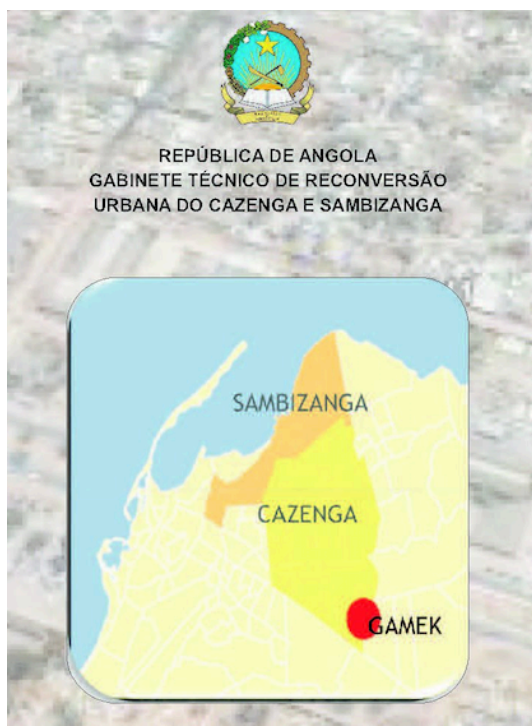 REPÚBLICA DE ANGOLA
GABINETE TÉCNICO DE RECONVERSÃO
URBANA DO CAZENGA E SAMBIZANGA
SAMBIZANGA
CAZENGA
GAMEK